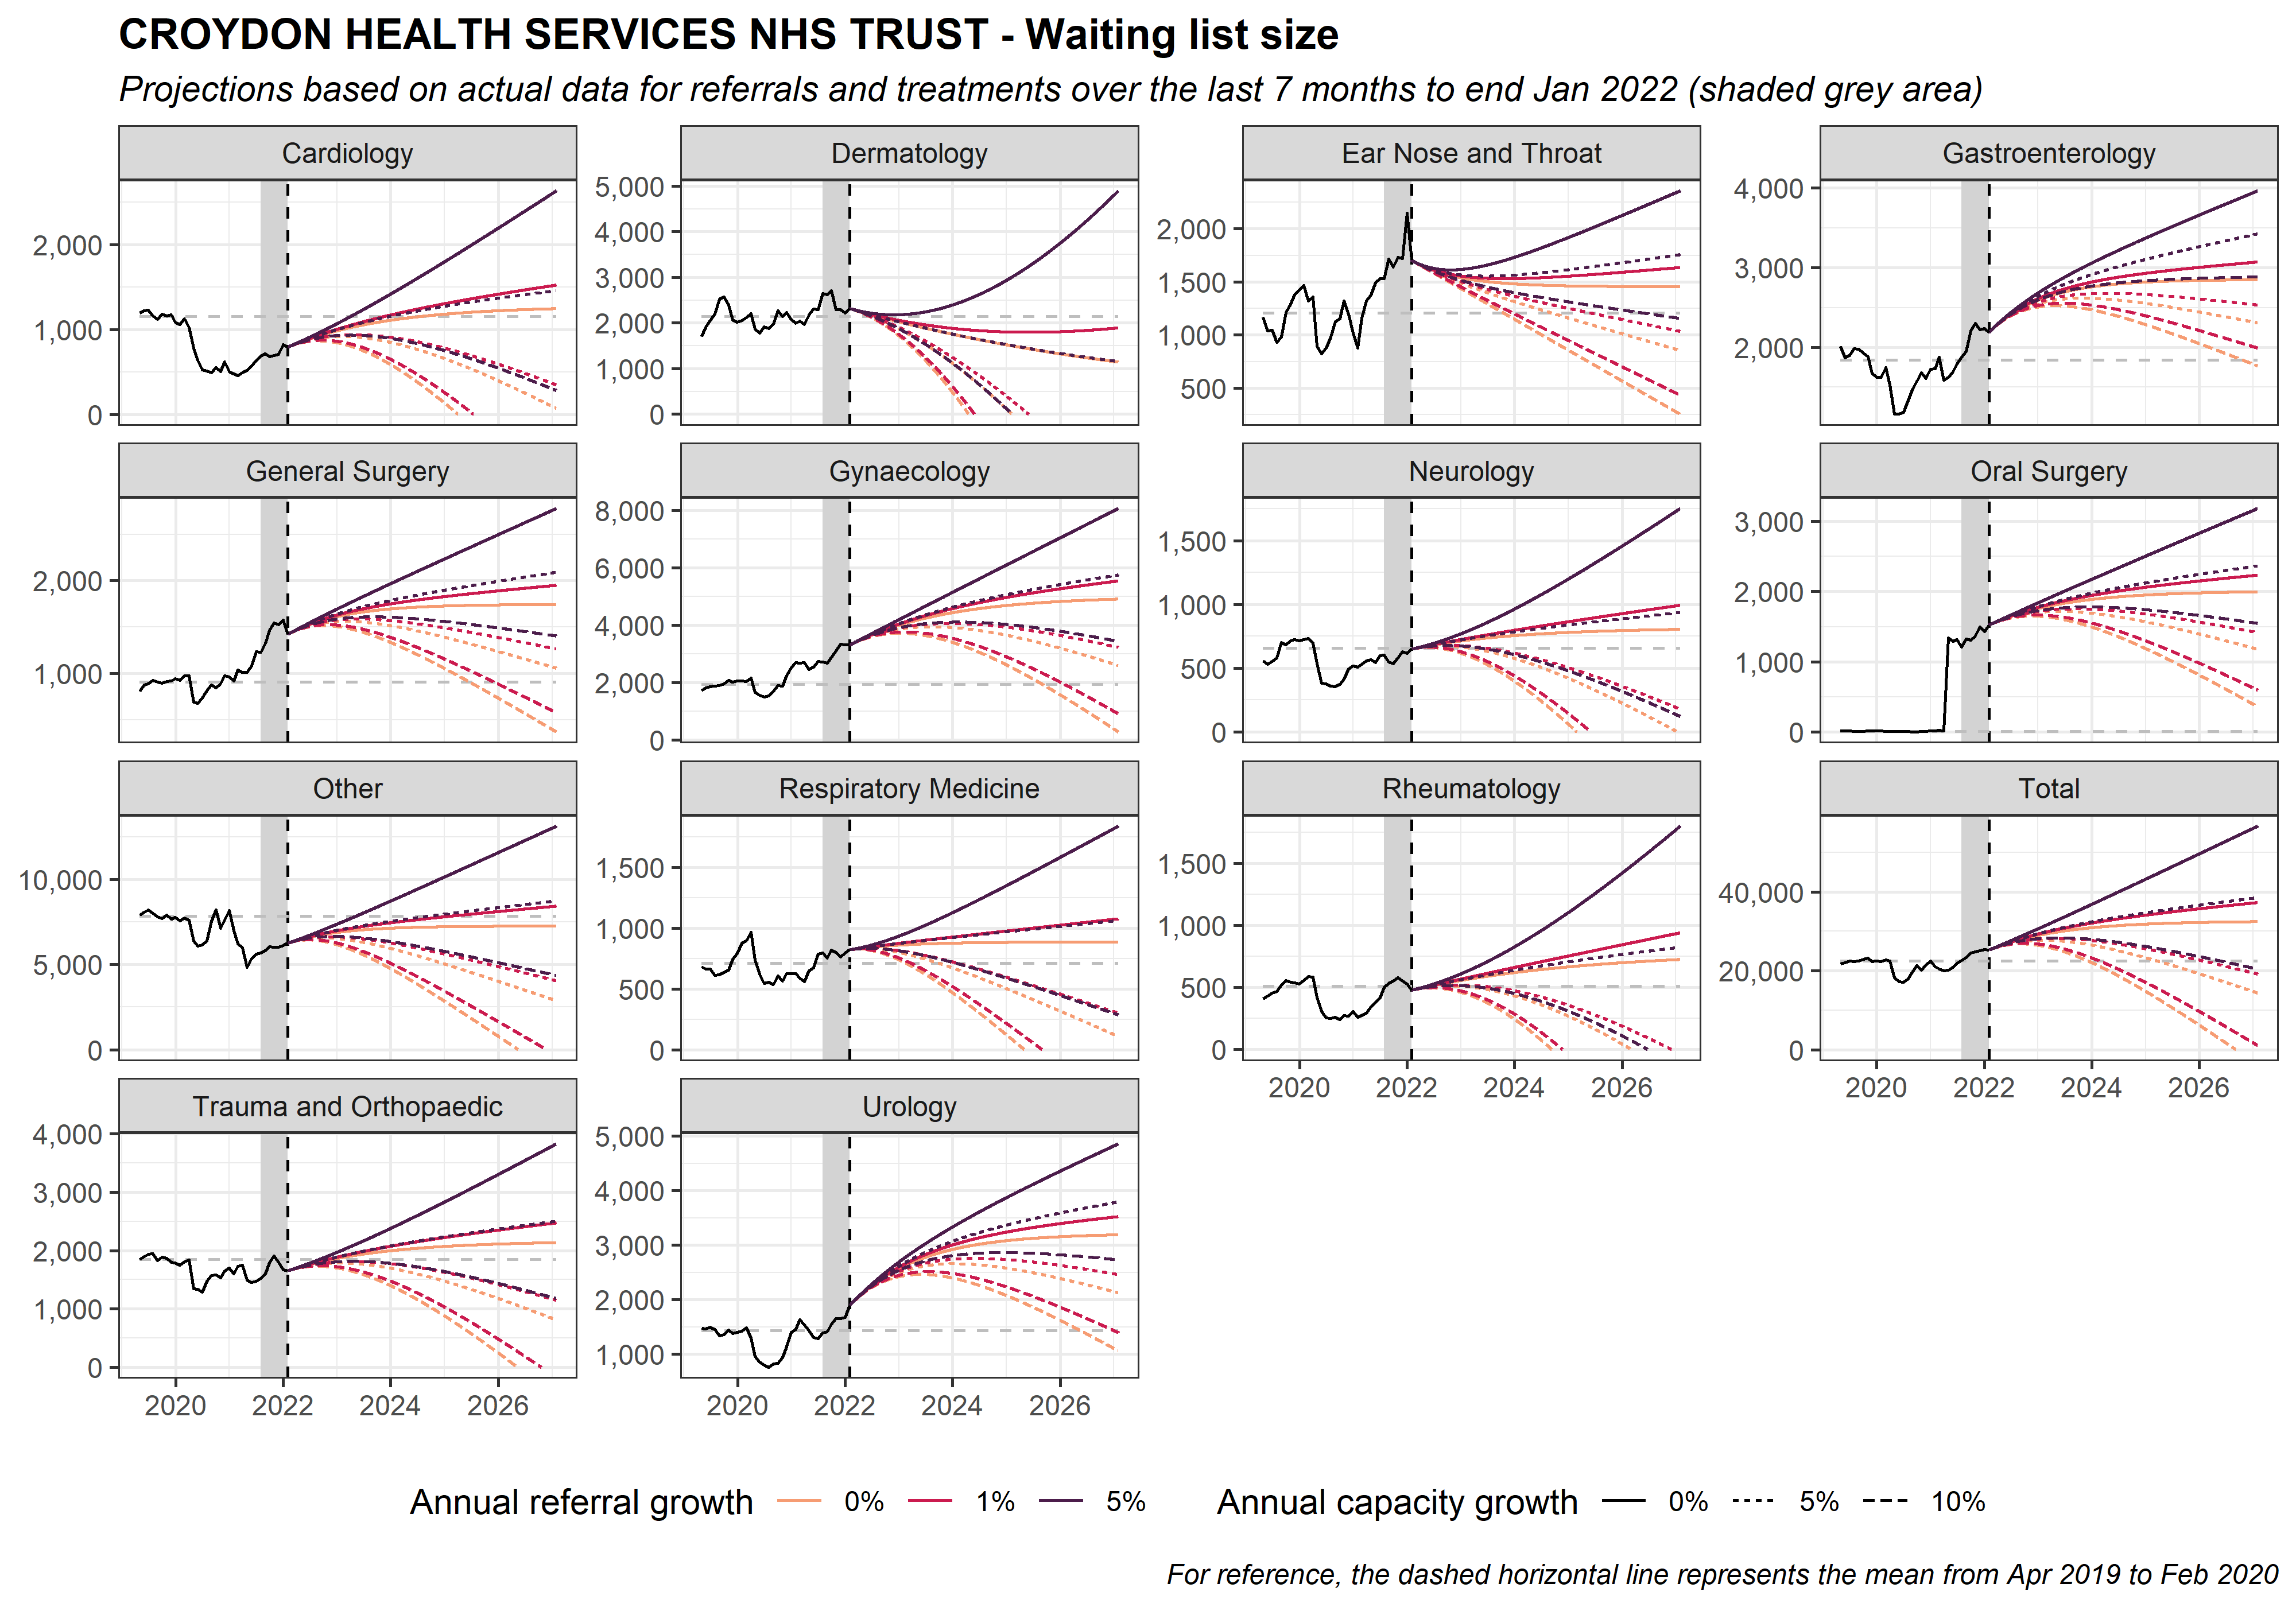 CROYDON HEALTH SERVICES NHS TRUST - Waiting list size
Projections based on actual data for referrals and treatments over the last 7 months to end Jan 2022 (shaded grey area)
Cardiology
2,000
1,000
0
Dermatology
5,000
4,000
3,000
2,000
1,000
0
Ear Nose and Throat
2,000
1,500
1,000
500
Gastroenterology
4,000
3,000
2,000
General Surgery
2,000
1,000
Gynaecology
8,000
6,000
4,000
2,000
0
Neurology
1,500
1,000
500
0
Oral Surgery
3,000
2,000
1,000
0
Other
10,000
5,000
0
Respiratory Medicine
1,500
1,000
500
0
Rheumatology
1,500
1,000
500
0
2020 2022 2024 2026
Total
40,000
20,000
0
2020 2022 2024 2026
Trauma and Orthopaedic
4,000
3,000
2,000
1,000
0
2020 2022 2024 2026
Urology
5,000
4,000
3,000
2,000
1,000
2020 2022 2024 2026
Annual referral growth 0% 1% 5% Annual capacity growth 0% 5% 10%
For reference, the dashed horizontal line represents the mean from Apr 2019 to Feb 2020